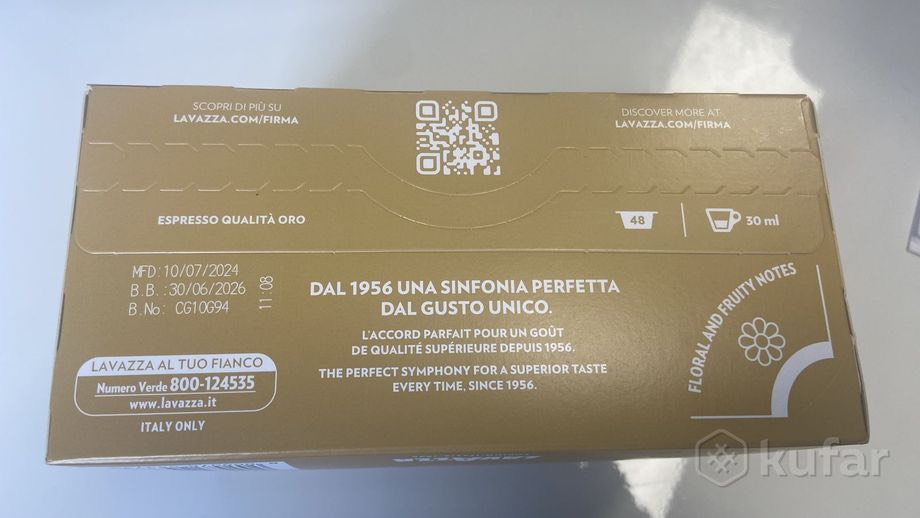 SCOPRI DI PIÙ SU
LAVAZZA.COM/FIRMA
DISCOVER MORE AT
LAVAZZA.COM/FIRMA
ESPRESSO QUALITÀ ORO
48
30 ml
MFD:10/07/2024
B.B.:30/06/2026
B.No: CG10G94
11:08
DAL 1956 UNA SINFONIA PERFETTA
DAL GUSTO UNICO.
L'ACCORD PARFAIT POUR UN GOÛT
DE QUALITÉ SUPÉRIEURE DEPUIS 1956.
THE PERFECT SYMPHONY FOR A SUPERIOR TASTE
EVERY TIME, SINCE 1956.
FLORAL AND FRUITY NOTES
LAVAZZA AL TUO FIANCO
Numero Verde 800-124535
www.lavazza.it
ITALY ONLY
kufar